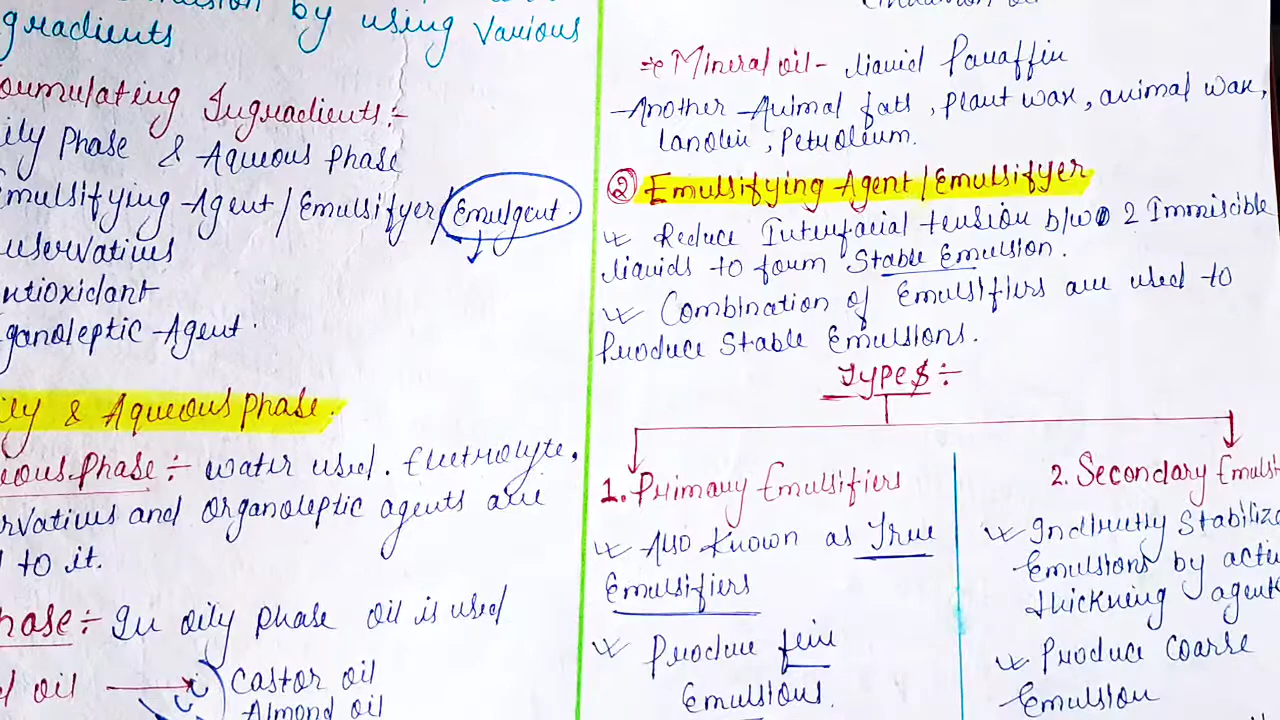 by using Various
gradients
oumulating Ingradients:-
ily Phase & Aqueous Phase
mulsifying Agent / Emulsifyer / Emulgent.
servatives
ntioxidant
ganoleptic Agent.
ly & Aqueous phase.
eous phase ÷ water used. Electrolyte,
rvatives and organoleptic agents are
to it.
hase ÷ In oily phase oil is used
oil → Castor oil
Almond oil
⇒ Mineral oil - liquid Paraffin
- Another - Animal fats, plant wax, animal wax,
Lanolin, Petroleum.
② Emulsifying Agent / Emulsifyer
Reduce Interfacial tension b/w 2 Immiscible
liquids to form Stable Emulsion.
Combination of Emulsifiers are used to
Produce Stable Emulsions.
Types ÷
1. Primary Emulsifiers
Also Known as True
Emulsifiers
Produce fine
Emulsions.
2. Secondary Emulsi
Indirectly Stabiliz
Emulsions by acti
thickning agent
Produce Coarse
Emulsion